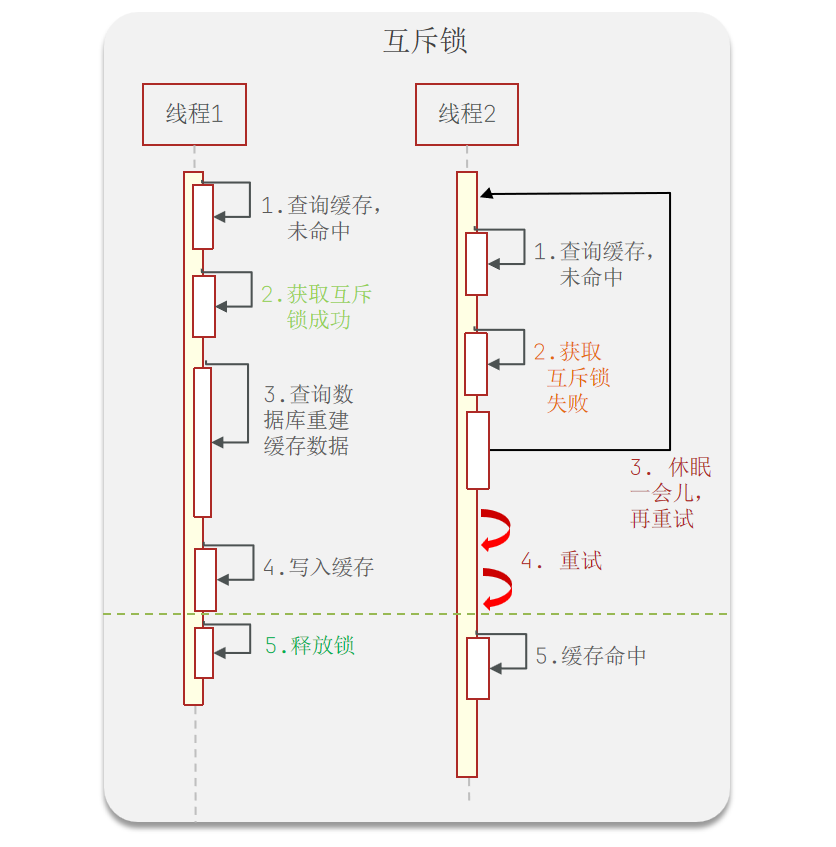 互斥锁
线程1
线程2
1.查询缓存，
未命中
2.获取互斥
锁成功
3.查询数
据库重建
缓存数据
4.写入缓存
5.释放锁
1.查询缓存，
未命中
2.获取
互斥锁
失败
3. 休眠
一会儿，
再重试
4. 重试
5.缓存命中